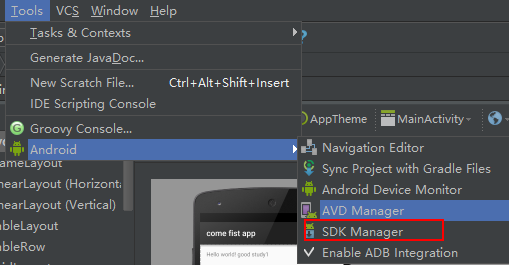 Tools VCS Window Help
Tasks & Contexts
Generate JavaDoc...
New Scratch File... Ctrl+Alt+Shift+Insert
IDE Scripting Console
Groovy Console...
AppTheme MainActivity
Android
Navigation Editor
Sync Project with Gradle Files
Android Device Monitor
AVD Manager
SDK Manager
Enable ADB Integration
ameLayout
nearLayout (Horizonta
nearLayout (Vertical)
ableLayout
ableRow
come fist app
Hello world! good study1